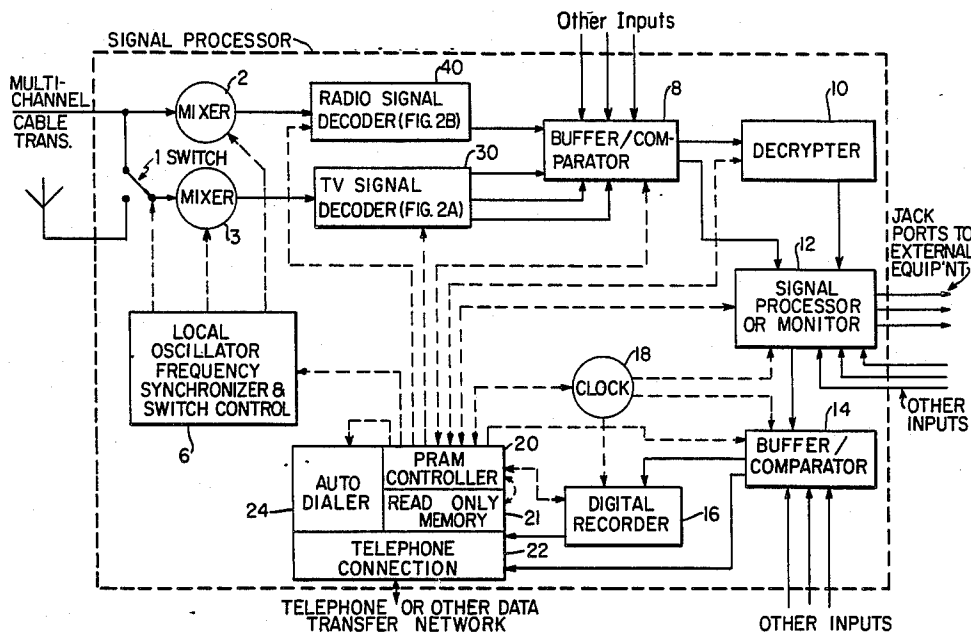 Other Inputs
SIGNAL PROCESSOR
MULTI-
CHANNEL
CABLE
TRANS.
2
MIXER
40
RADIO SIGNAL
DECODER (FIG. 2B)
8
BUFFER/COM-
PARATOR
10
DECRYPTER
1 SWITCH
MIXER
3
30
TV SIGNAL
DECODER (FIG. 2A)
JACK
PORTS TO
EXTERNAL
EQUIP'NT
12
SIGNAL
PROCESSOR
OR MONITOR
LOCAL
OSCILLATOR
FREQUENCY
SYNCHRONIZER &
SWITCH CONTROL
6
18
CLOCK
OTHER
INPUTS
14
BUFFER/
COMPARATOR
20
PRAM
CONTROLLER
AUTO
DIALER
24
READ ONLY
MEMORY
21
DIGITAL
RECORDER
16
22
TELEPHONE
CONNECTION
TELEPHONE OR OTHER DATA
TRANSFER NETWORK
OTHER INPUTS